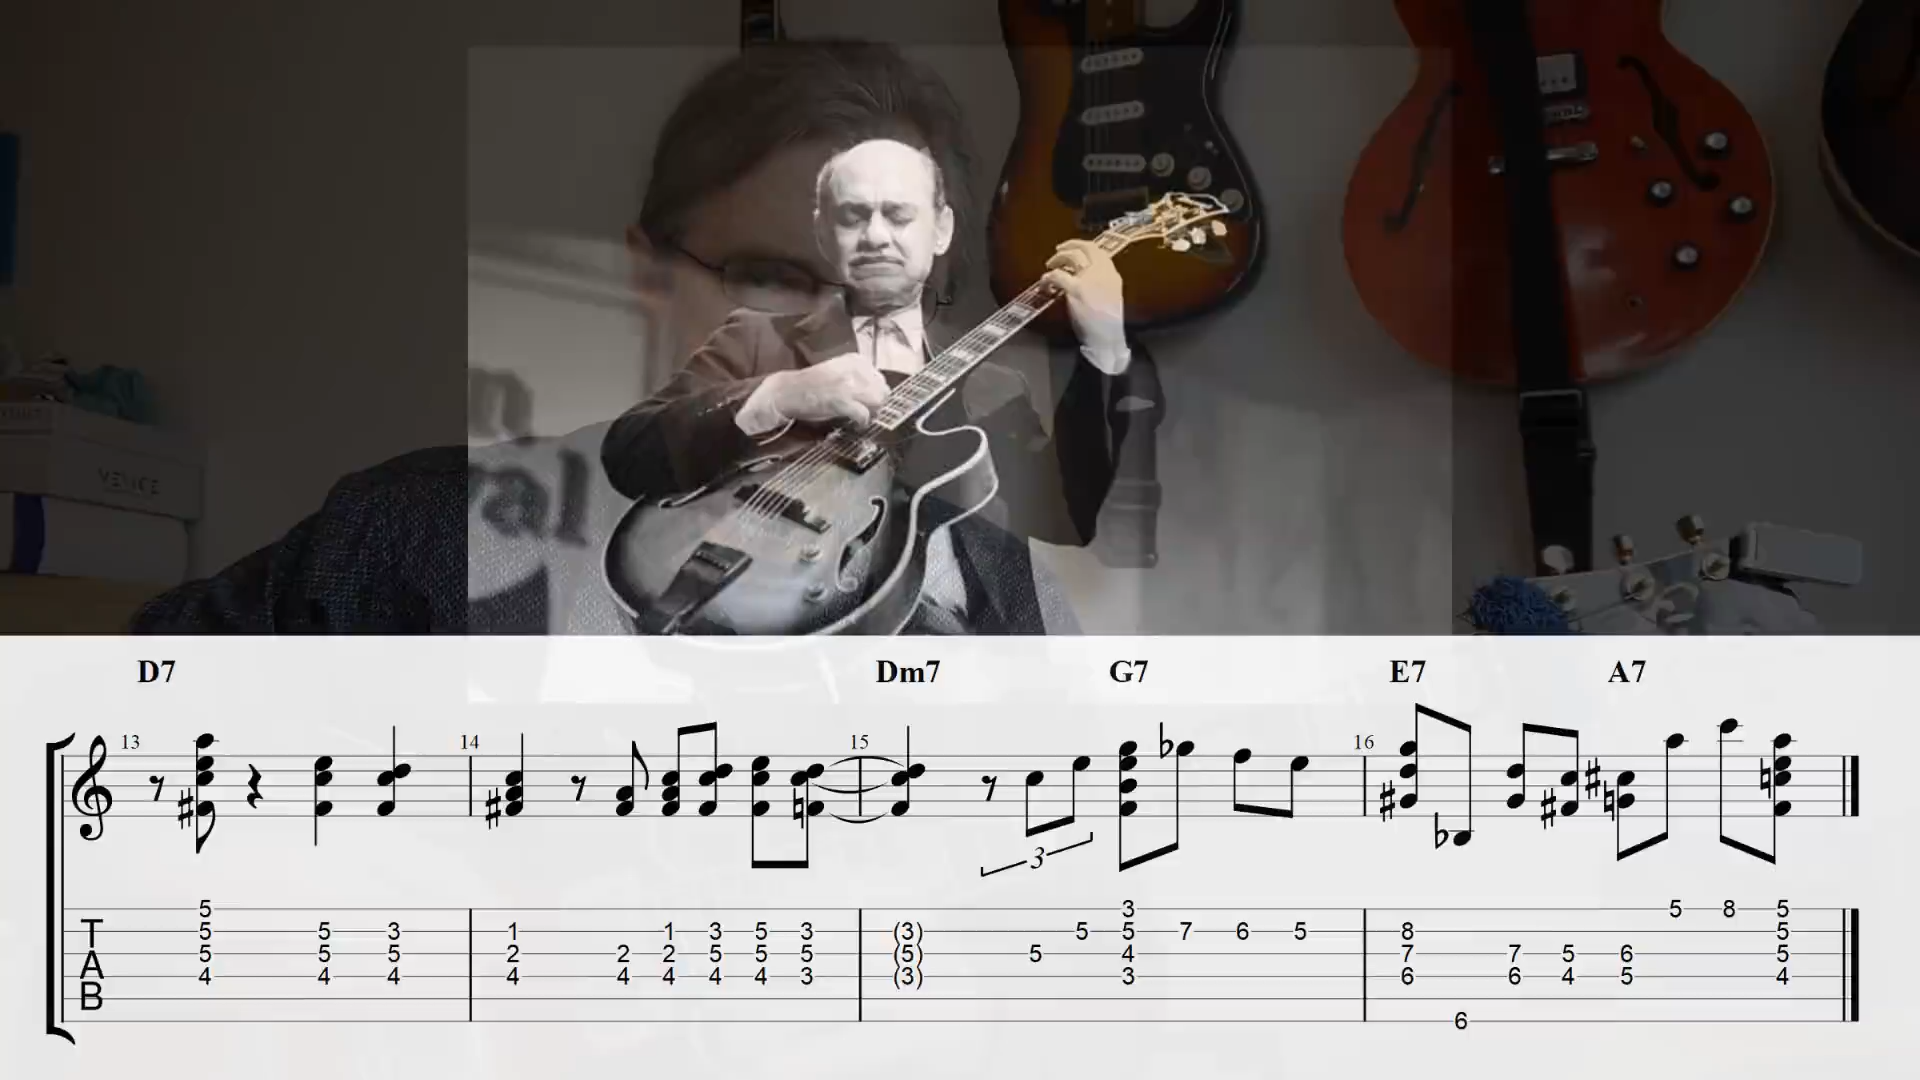 VENICE
n
val
D7 Dm7 G7 E7 A7
13 14 15 16
3
5 3 5 8 5
5 5 3 1 1 3 5 3 (3) 5 5 7 6 5 8 5
T
5 5 5 2 2 2 5 5 5 (5) 5 4 7 7 5 6 5
A
4 4 4 4 4 4 4 4 3 (3) 3 6 6 4 5 4
B
6